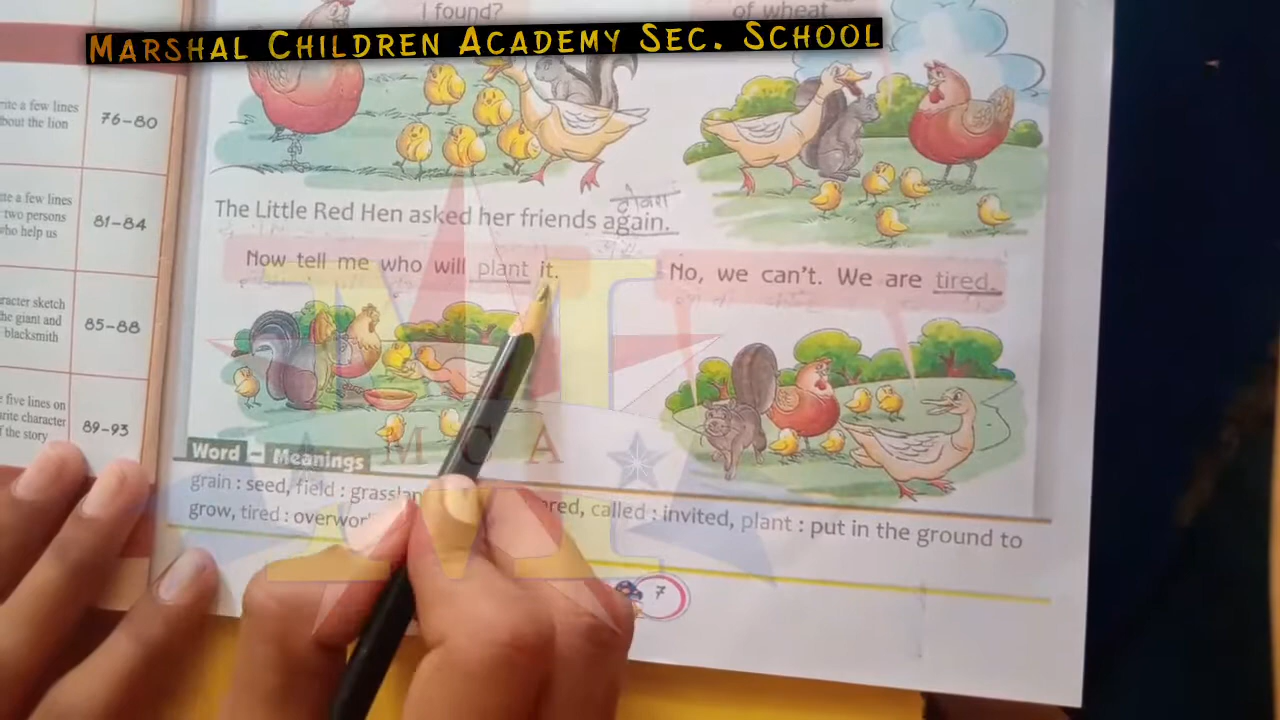 I found?
of wheat
MARSHAL CHILDREN ACADEMY SEC. SCHOOL
rite a few lines
bout the lion
76-80
ite a few lines
two persons
who help us
81-84
The Little Red Hen asked her friends again.
Now tell me who will plant it.
No, we can't. We are tired.
racter sketch
he giant and
blacksmith
85-88
five lines on
urite character
f the story
89-93
M C A
Word - Meanings
grain : seed, field : grasslan red, called : invited, plant : put in the ground to
grow, tired : overwor
7